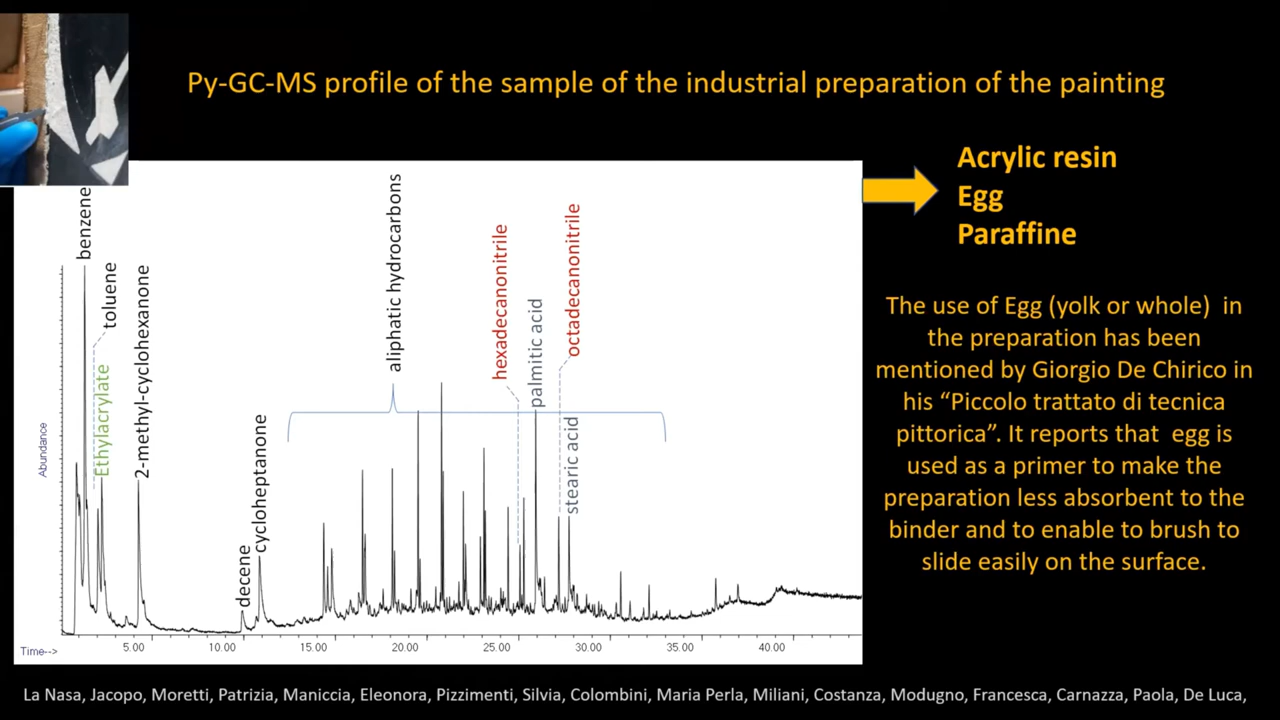 Py-GC-MS profile of the sample of the industrial preparation of the painting
Acrylic resin
Egg
Paraffine
The use of Egg (yolk or whole) in
the preparation has been
mentioned by Giorgio De Chirico in
his “Piccolo trattato di tecnica
pittorica”. It reports that egg is
used as a primer to make the
preparation less absorbent to the
binder and to enable to brush to
slide easily on the surface.
benzene
toluene
Ethylacrylate
2-methyl-cyclohexanone
decene
cycloheptanone
aliphatic hydrocarbons
hexadecanonitrile
palmitic acid
octadecanonitrile
stearic acid
Abundance
Time-->
5.00
10.00
15.00
20.00
25.00
30.00
35.00
40.00
La Nasa, Jacopo, Moretti, Patrizia, Maniccia, Eleonora, Pizzimenti, Silvia, Colombini, Maria Perla, Miliani, Costanza, Modugno, Francesca, Carnazza, Paola, De Luca,